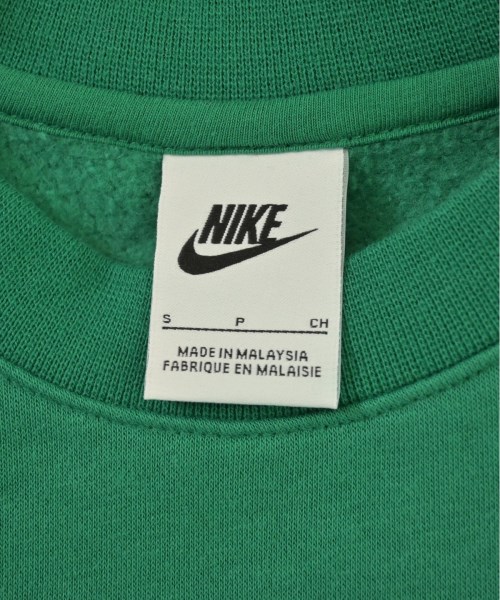 NIKE
S P CH
MADE IN MALAYSIA
FABRIQUE EN MALAISIE